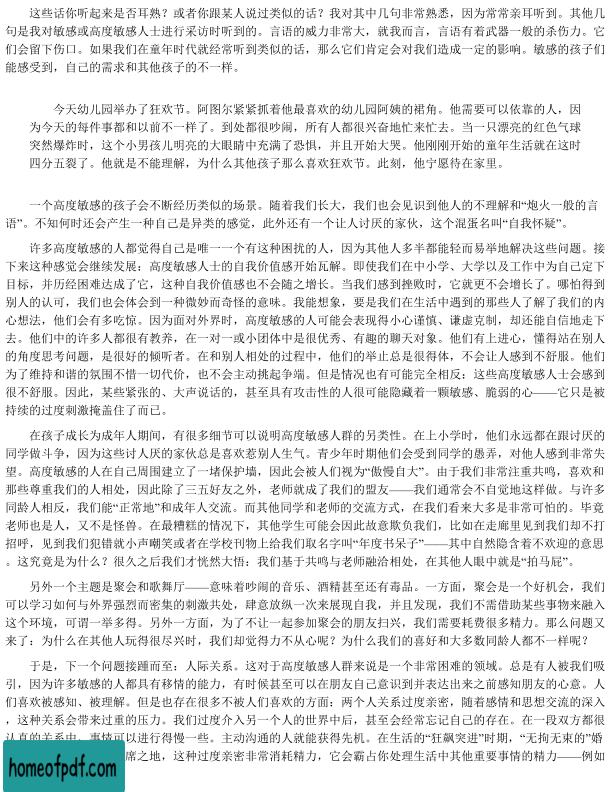 这些话你听起来是否耳熟？或者你跟某人说过类似的话？我对其中几句非常熟悉，因为常常亲耳听到。其他几
句是我对敏感或高度敏感人士进行采访时听到的。言语的威力非常大，就我而言，言语有着武器一般的杀伤力。它
们会留下伤口。如果我们在童年时代就经常听到类似的话，那么它们肯定会对我们造成一定的影响。敏感的孩子们
能感受到，自己的需求和其他孩子的不一样。
今天幼儿园举办了狂欢节。阿图尔紧紧抓着他最喜欢的幼儿园阿姨的裙角。他需要可以依靠的人，因
为今天的每件事都和以前不一样了。到处都很吵闹，所有人都很兴奋地忙来忙去。当一只漂亮的红色气球
突然爆炸时，这个小男孩儿明亮的大眼睛中充满了恐惧，并且开始大哭。他刚刚开始的童年生活就在这时
四分五裂了。他就是不能理解，为什么其他孩子那么喜欢狂欢节。此刻，他宁愿待在家里。
一个高度敏感的孩子会不断经历类似的场景。随着我们长大，我们也会见识到他人的不理解和“炮火一般的言
语”。不知何时还会产生一种自己是异类的感觉，此外还有一个让人讨厌的家伙，这个混蛋名叫“自我怀疑”。
许多高度敏感的人都觉得自己是唯一一个有这种困扰的人，因为其他人多半都能轻而易举地解决这些问题。接
下来这种感觉会继续发展：高度敏感人士的自我价值感开始瓦解。即使我们在中小学、大学以及工作中为自己定下
目标，并历经困难达成了它，这种自我价值感也不会随之增长。当我们感到挫败时，它就更不会增长了。哪怕得到
别人的认可，我们也会体会到一种微妙而奇怪的意味。我能想象，要是我们在生活中遇到的那些人了解了我们的内
心想法，他们会有多吃惊。因为面对外界时，高度敏感的人可能会表现得小心谨慎、谦虚克制，却还能自信地走下
去。他们中的许多人都很有教养，在一对一或小团体中是很优秀、有趣的聊天对象。他们有上进心，懂得站在别人
的角度思考问题，是很好的倾听者。在和别人相处的过程中，他们的举止总是很得体，不会让人感到不舒服。他们
为了维持和谐的氛围不惜一切代价，也不会主动挑起争端。但是情况也有可能完全相反：这些高度敏感人士会感到
很不舒服。因此，某些紧张的、大声说话的，甚至具有攻击性的人很可能隐藏着一颗敏感、脆弱的心——它只是被
持续的过度刺激掩盖住了而已。
在孩子成长为成年人期间，有很多细节可以说明高度敏感人群的另类性。在上小学时，他们永远都在跟讨厌的
同学做斗争，因为这些讨人厌的家伙总是喜欢惹别人生气。青少年时期他们会受到同学的愚弄，对他人感到非常失
望。高度敏感的人在自己周围建立了一堵保护墙，因此会被人们视为“傲慢自大”。由于我们非常注重共鸣，喜欢和
那些尊重我们的人相处，因此除了三五好友之外，老师就成了我们的盟友——我们通常会不自觉地这样做。与许多
同龄人相反，我们能“正常地”和成年人交流。而其他同学和老师的交流方式，在我们看来大多是非常可怕的。毕竟
老师也是人，又不是怪兽。在最糟糕的情况下，其他学生可能会因此故意欺负我们，比如在走廊里见到我们却不打
招呼，见到我们犯错就小声嘲笑或者在学校刊物上给我们取名字叫“年度书呆子”——其中自然隐含着不欢迎的意思
。这究竟是为什么？很久之后我们才恍然大悟：我们基于共鸣与老师融洽相处，在其他人眼中就是“拍马屁”。
另外一个主题是聚会和歌舞厅——意味着吵闹的音乐、酒精甚至还有毒品。一方面，聚会是一个好机会，我们
可以学习如何与外界强烈而密集的刺激共处，肆意放纵一次来展现自我，并且发现，我们不需借助某些事物来融入
这个环境，可谓一举多得。另外一方面，为了不让一起参加聚会的朋友扫兴，我们需要耗费很多精力。那么问题又
来了：为什么在其他人玩得很尽兴时，我们却觉得力不从心呢？为什么我们的喜好和大多数同龄人都不一样呢？
于是，下一个问题接踵而至：人际关系。这对于高度敏感人群来说是一个非常困难的领域。总是有人被我们吸
引，因为许多敏感的人都具有移情的能力，有时候甚至可以在朋友自己意识到并表达出来之前感知朋友的心意。人
们喜欢被感知、被理解。但是也存在很多不被人们喜欢的方面：两个人关系过度亲密，随着感情和思想交流的深入
，这种关系会带来过重的压力。我们过度介入另一个人的世界中后，甚至会经常忘记自己的存在。在一段双方都很
认真的关系中，事情可以进行得慢一些。主动沟通的人就能获得先机。在生活的“狂飙突进”时期，“无拘无束的”婚
席之地，这种过度亲密非常消耗精力，它会霸占你处理生活中其他重要事情的精力——例如
homeofpdf.com